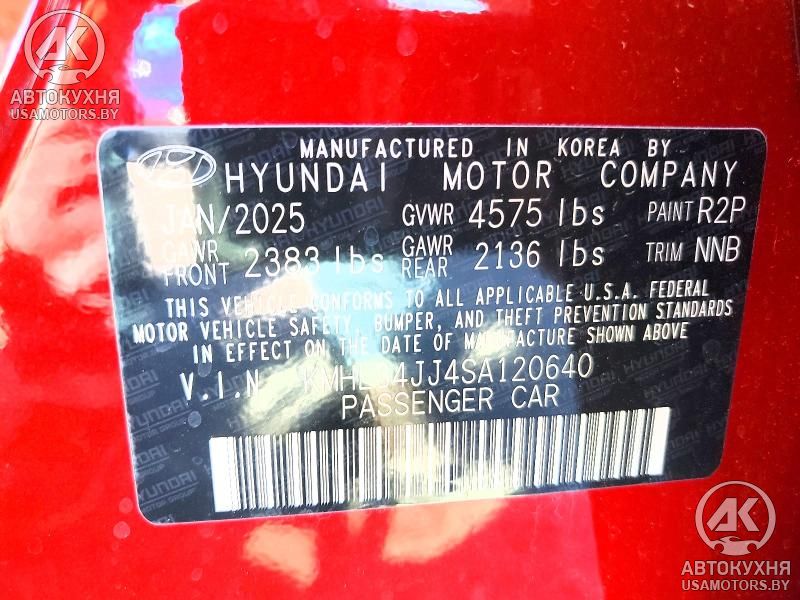 АВТОКУХНЯ
USAMOTORS.BY
MANUFACTURED IN KOREA BY
HYUNDAI MOTOR COMPANY
JAN/2025 GVWR 4575 lbs PAINT R2P
GAWR FRONT 2383 lbs GAWR REAR 2136 lbs TRIM NNB
THIS VEHICLE CONFORMS TO ALL APPLICABLE U.S.A. FEDERAL
MOTOR VEHICLE SAFETY, BUMPER, AND THEFT PREVENTION STANDARDS
IN EFFECT ON THE DATE OF MANUFACTURE SHOWN ABOVE
V.I.N
PASSENGER CAR
АВТОКУХНЯ
USAMOTORS.BY